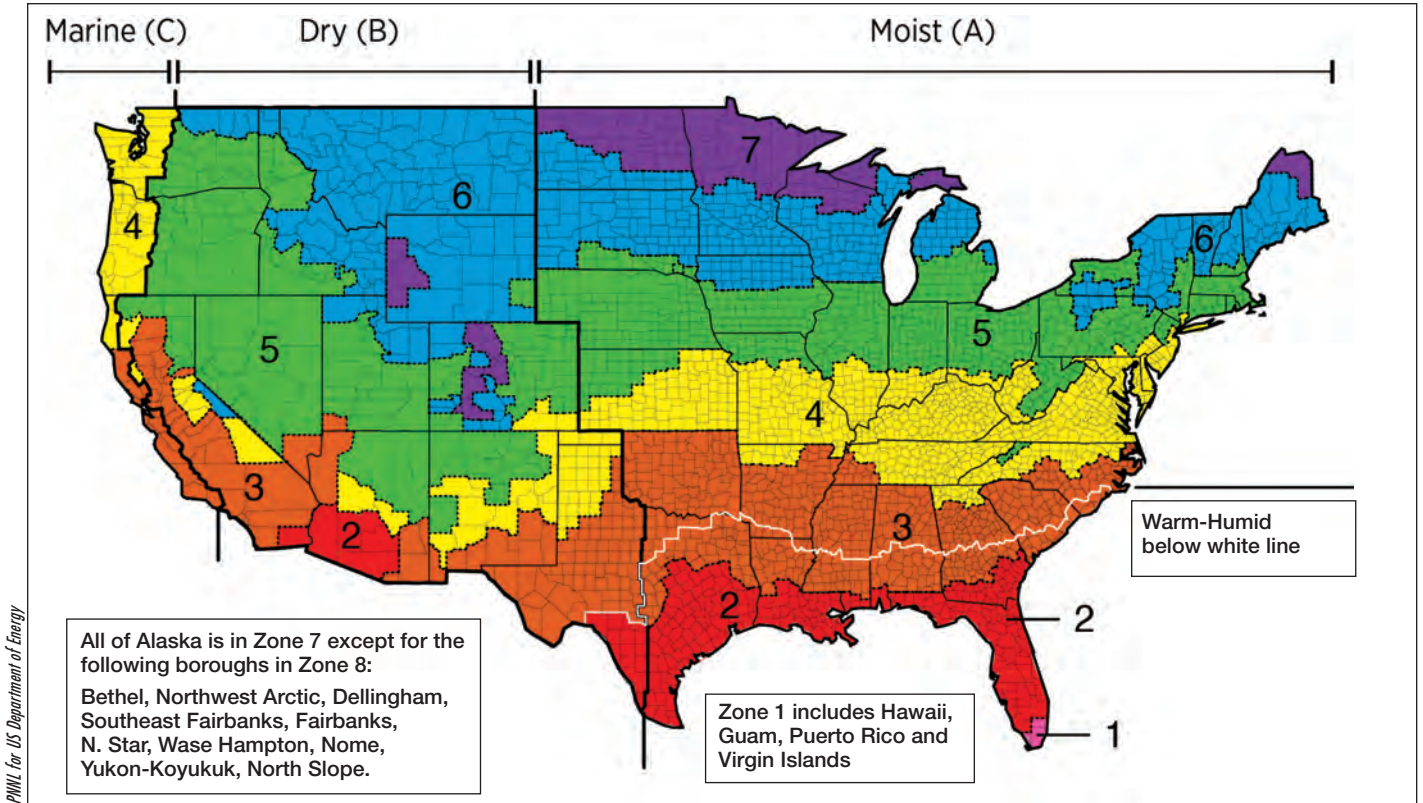 Marine (C)
Dry (B)
Moist (A)
7
6
4
6
5
5
4
3
3
2
2
2
1
Warm-Humid
below white line
All of Alaska is in Zone 7 except for the
following boroughs in Zone 8:
Bethel, Northwest Arctic, Dellingham,
Southeast Fairbanks, Fairbanks,
N. Star, Wase Hampton, Nome,
Yukon-Koyukuk, North Slope.
Zone 1 includes Hawaii,
Guam, Puerto Rico and
Virgin Islands
PNNL for US Department of Energy